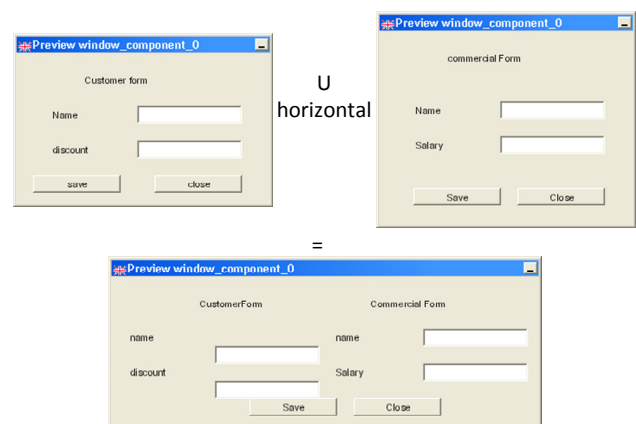 Preview window_component_0
Customer form
Name
discount
save close
U
horizontal
Preview window_component_0
commercial Form
Name
Salary
Save Close
=
Preview window_component_0
CustomerForm Commercial Form
name name
discount Salary
Save Close